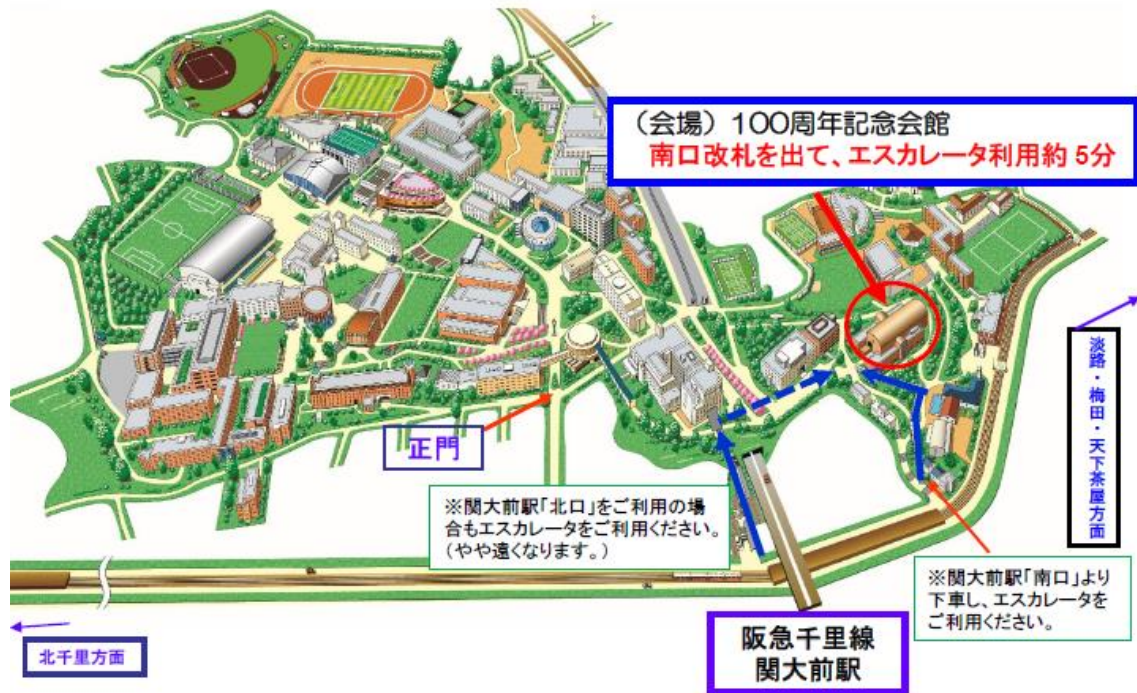 （会場）100周年記念会館
南口改札を出て、エスカレータ利用約 5分
淡路・梅田・天下茶屋方面
正門
※関大前駅「北口」をご利用の場
合もエスカレータをご利用ください。
（やや遠くなります。）
※関大前駅「南口」より
下車し、エスカレータを
ご利用ください。
阪急千里線
関大前駅
北千里方面